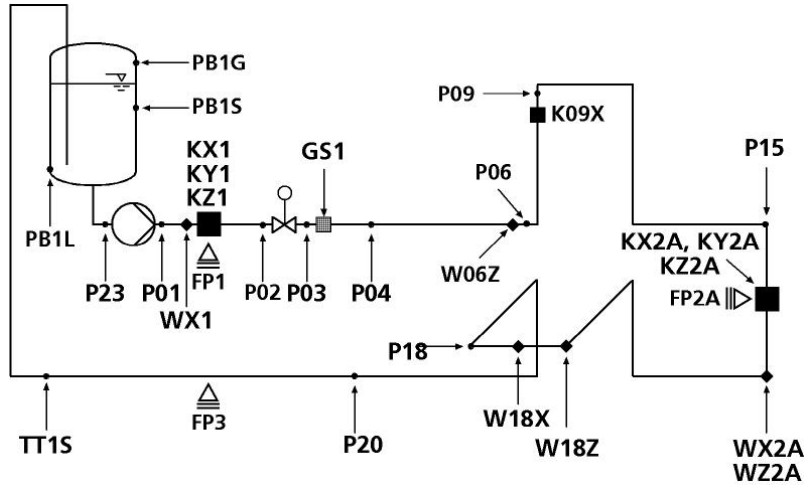 PB1G
PB1S
PB1L
KX1
KY1
KZ1
GS1
P09
K09X
P06
P15
P23
P01
WX1
FP1
P02
P03
P04
W06Z
KX2A, KY2A
KZ2A
FP2A
P18
TT1S
FP3
P20
W18X
W18Z
WX2A
WZ2A